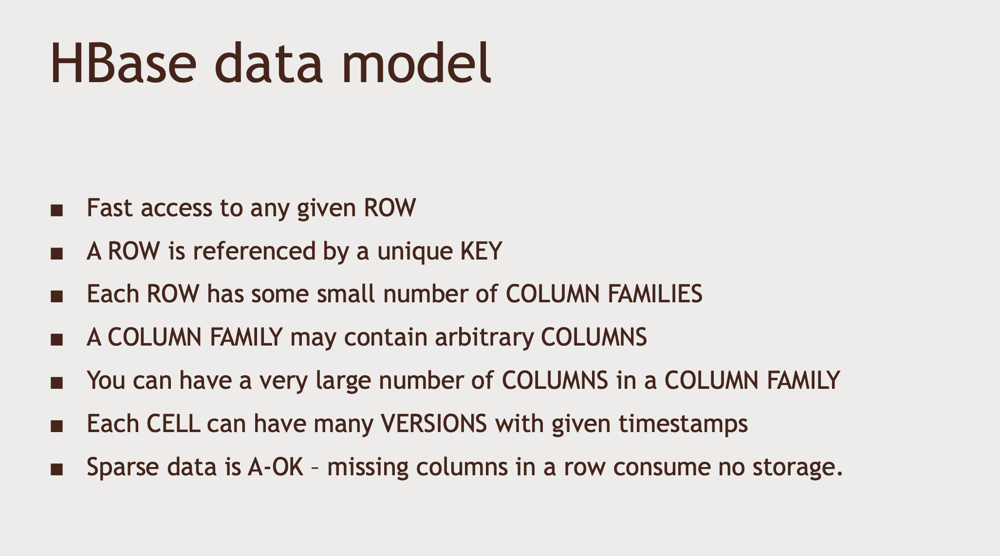 HBase data model
■ Fast access to any given ROW
■ A ROW is referenced by a unique KEY
■ Each ROW has some small number of COLUMN FAMILIES
■ A COLUMN FAMILY may contain arbitrary COLUMNS
■ You can have a very large number of COLUMNS in a COLUMN FAMILY
■ Each CELL can have many VERSIONS with given timestamps
■ Sparse data is A-OK – missing columns in a row consume no storage.